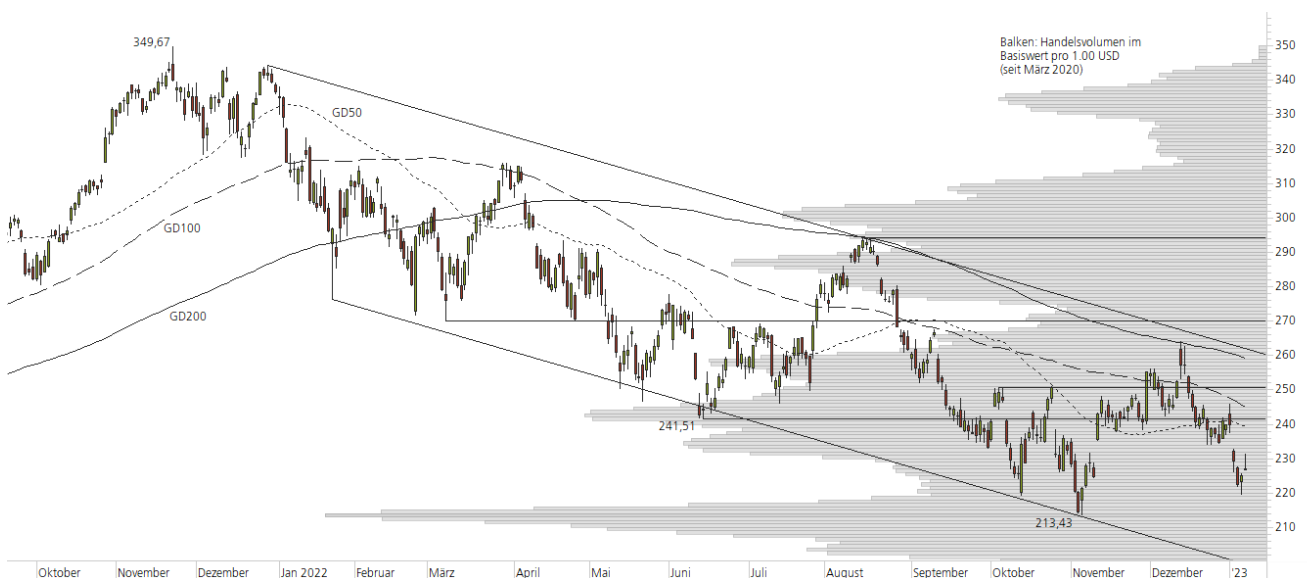 349,67
Balken: Handelsvolumen im
Basiswert pro 1.00 USD
(seit März 2020)
GD50
GD100
GD200
241,51
213,43
350
340
330
320
310
300
290
280
270
260
250
240
230
220
210
Oktober November Dezember Jan 2022 Februar März April Mai Juni Juli August September Oktober November Dezember '23